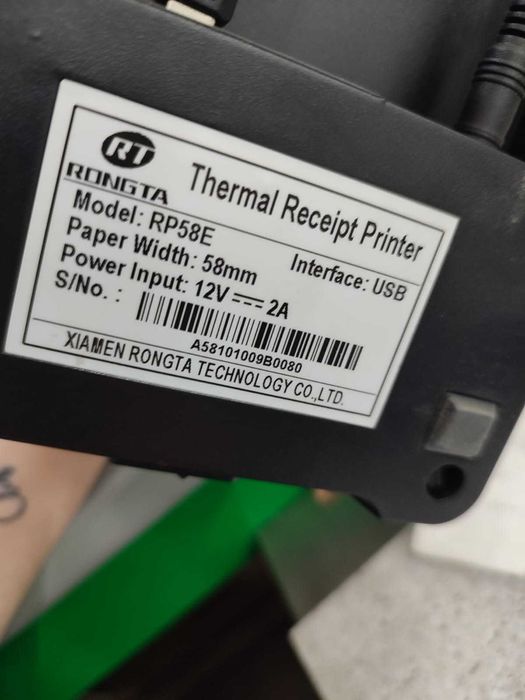 RT
RONGTA
Thermal Receipt Printer
Model: RP58E
Interface: USB
Paper Width: 58mm
Power Input: 12V⎓2A
S/No. :
A58101009B0080
XIAMEN RONGTA TECHNOLOGY CO.,LTD.